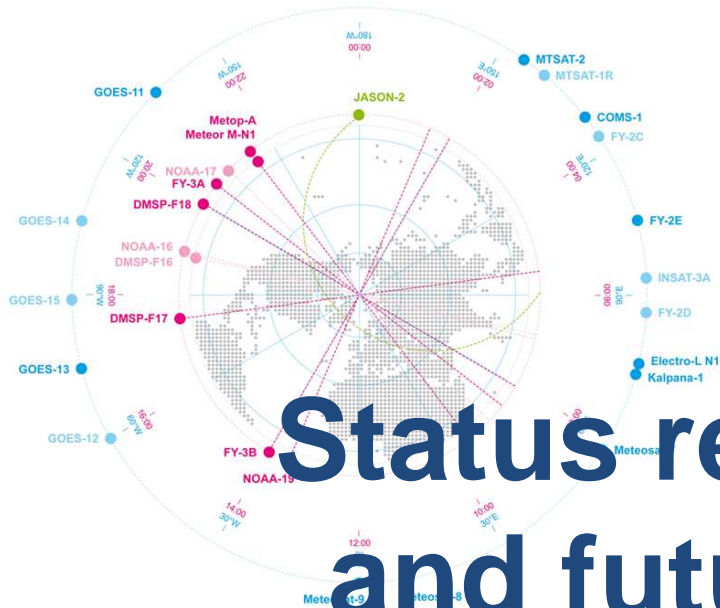 180°W
00:00
150°W
22:00
150°E
02:00
MTSAT-2
MTSAT-1R
GOES-11
JASON-2
Metop-A
Meteor M-N1
COMS-1
FY-2C
120°W
20:00
120°E
04:00
NOAA-17
FY-3A
DMSP-F18
GOES-14
FY-2E
NOAA-16
DMSP-F16
INSAT-3A
GOES-15
90°W
18:00
06:00
90°E
FY-2D
DMSP-F17
GOES-13
Electro-L N1
Kalpana-1
16:00
60°W
GOES-12
Status re
FY-3B
NOAA-19
14:00
30°W
10:00
30°E
12:00
and futu